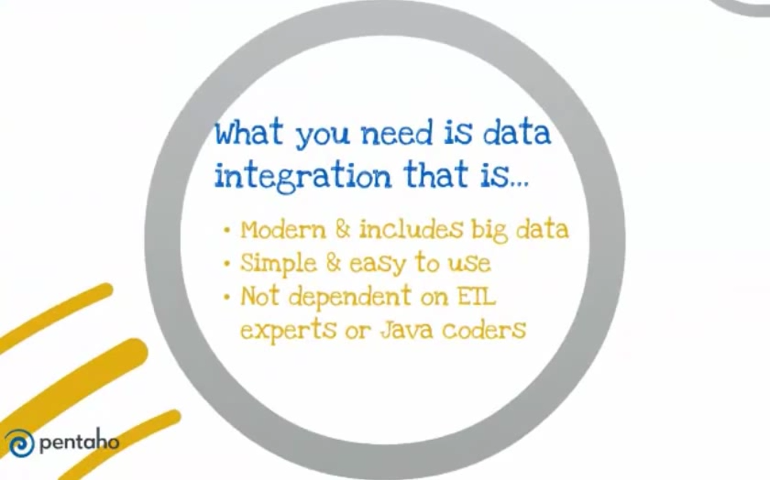 What you need is data
integration that is...
• Modern & includes big data
• Simple & easy to use
• Not dependent on ETL
experts or Java coders
pentaho